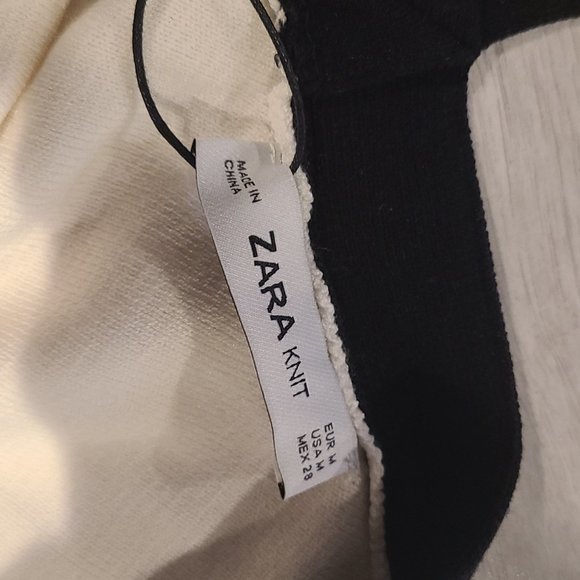 MADE IN
CHINA
ZARA KNIT
EUR M
USA M
MEX 28